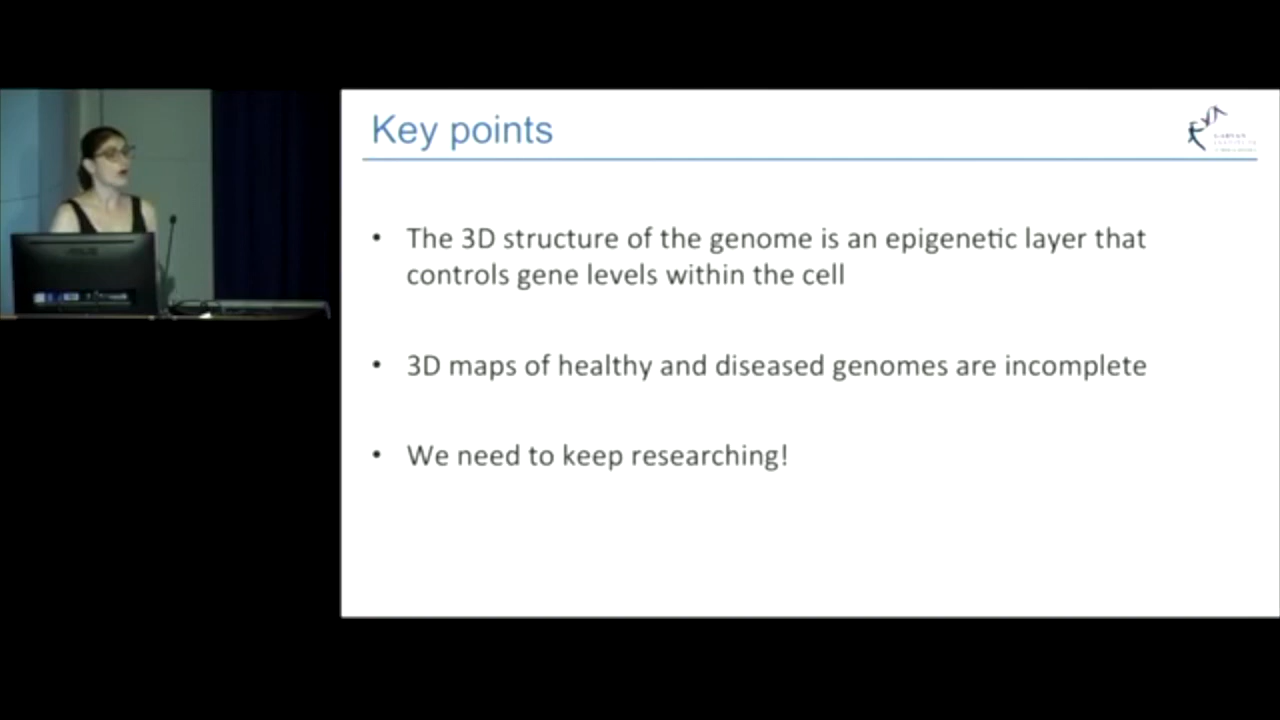 Key points
• The 3D structure of the genome is an epigenetic layer that
controls gene levels within the cell
• 3D maps of healthy and diseased genomes are incomplete
• We need to keep researching!